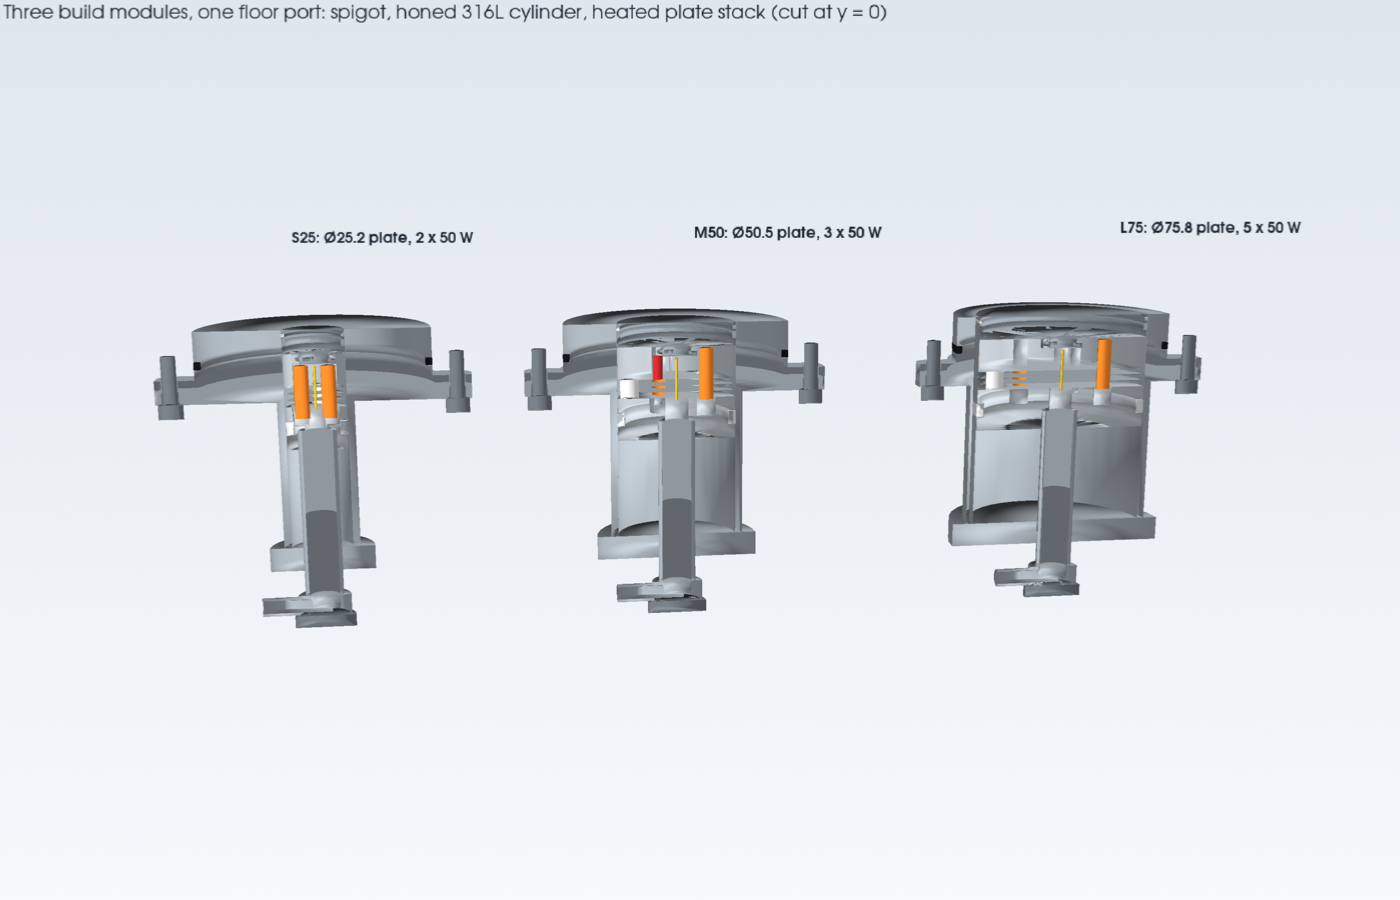 Three build modules, one floor port: spigot, honed 316L cylinder, heated plate stack (cut at y = 0)
S25: Ø25.2 plate, 2 x 50 W
M50: Ø50.5 plate, 3 x 50 W
L75: Ø75.8 plate, 5 x 50 W